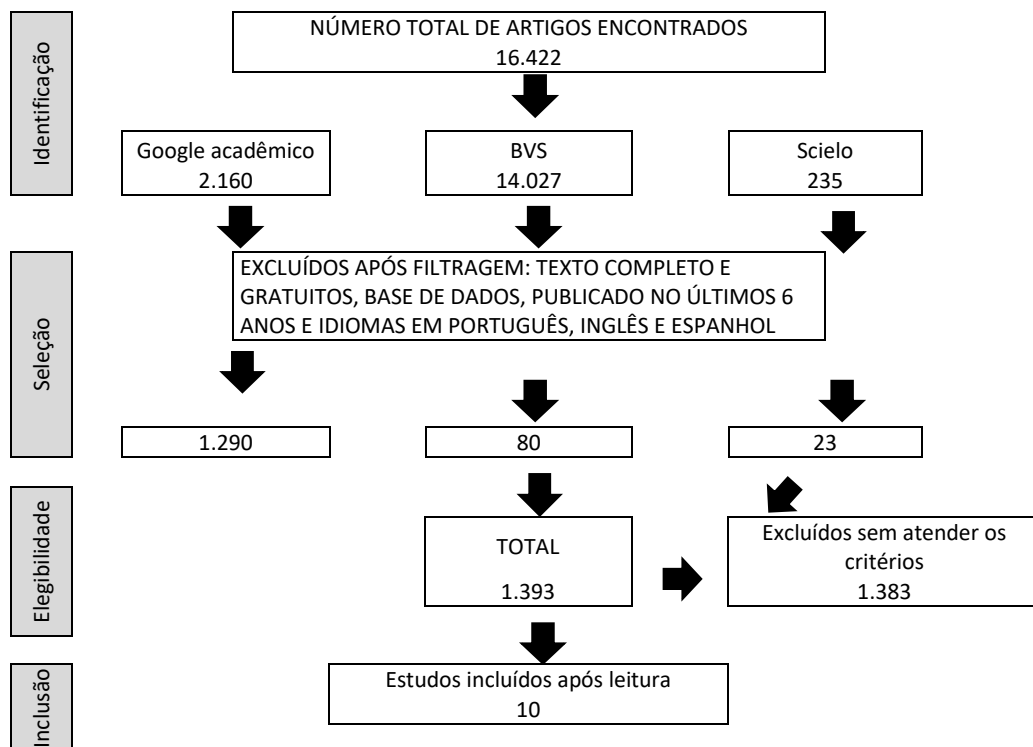 Identificação
NÚMERO TOTAL DE ARTIGOS ENCONTRADOS
16.422
Google acadêmico
2.160
BVS
14.027
Scielo
235
Seleção
EXCLUÍDOS APÓS FILTRAGEM: TEXTO COMPLETO E
GRATUITOS, BASE DE DADOS, PUBLICADO NO ÚLTIMOS 6
ANOS E IDIOMAS EM PORTUGUÊS, INGLÊS E ESPANHOL
1.290
80
23
Elegibilidade
TOTAL
1.393
Excluídos sem atender os
critérios
1.383
Inclusão
Estudos incluídos após leitura
10